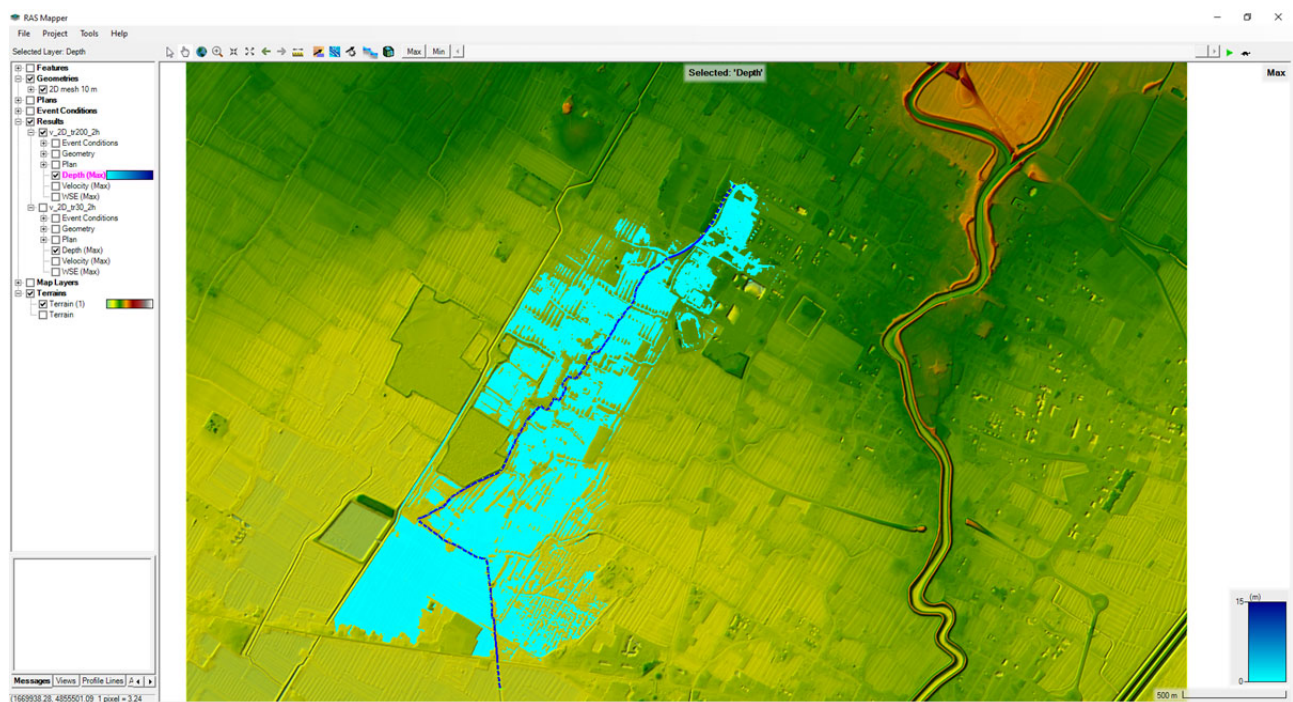 RAS Mapper
File Project Tools Help
Selected Layer: Depth
Max Min
Selected: 'Depth'
Max
Features
Geometries
2D mesh 10 m
Plans
Event Conditions
Results
v_2D_tr200_2h
Event Conditions
Geometry
Plan
Depth (Max)
Velocity (Max)
WSE (Max)
v_2D_tr30_2h
Event Conditions
Geometry
Plan
Depth (Max)
Velocity (Max)
WSE (Max)
Map Layers
Terrains
Terrain (1)
Terrain
(m)
15
0
Messages Views Profile Lines
(1669938.28, 4855501.09 1 pixel = 3.24
500 m